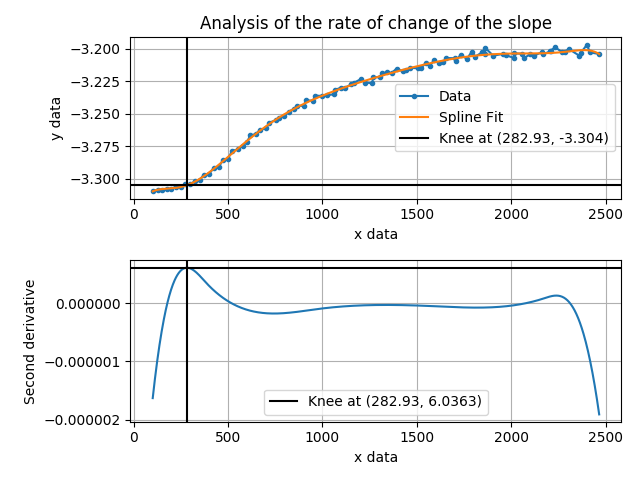 Analysis of the rate of change of the slope
y data
−3.200
−3.225
−3.250
−3.275
−3.300
Data
Spline Fit
Knee at (282.93, -3.304)
0 500 1000 1500 2000 2500
x data
Second derivative
0.000000
−0.000001
−0.000002
Knee at (282.93, 6.0363)
0 500 1000 1500 2000 2500
x data